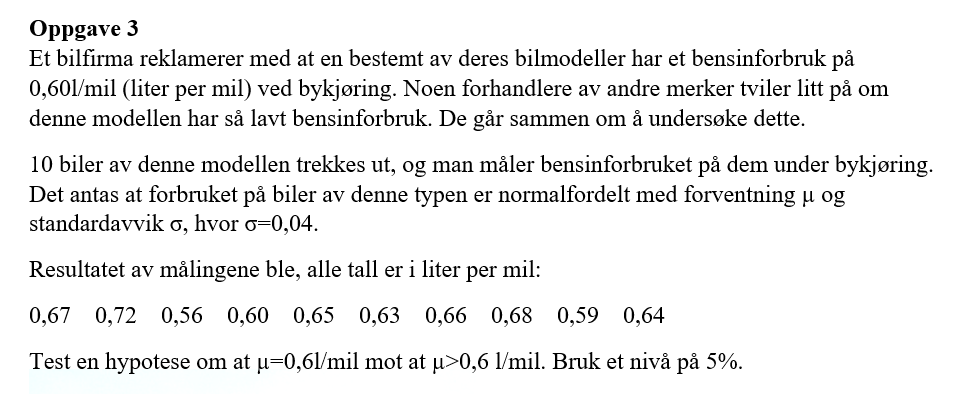 Oppgave 3
Et bilfirma reklamerer med at en bestemt av deres bilmodeller har et bensinforbruk på
0,60l/mil (liter per mil) ved bykjøring. Noen forhandlere av andre merker tviler litt på om
denne modellen har så lavt bensinforbruk. De går sammen om å undersøke dette.
10 biler av denne modellen trekkes ut, og man måler bensinforbruket på dem under bykjøring.
Det antas at forbruket på biler av denne typen er normalfordelt med forventning μ og
standardavvik σ, hvor σ=0,04.
Resultatet av målingene ble, alle tall er i liter per mil:
0,67 0,72 0,56 0,60 0,65 0,63 0,66 0,68 0,59 0,64
Test en hypotese om at μ=0,6l/mil mot at μ>0,6 l/mil. Bruk et nivå på 5%.